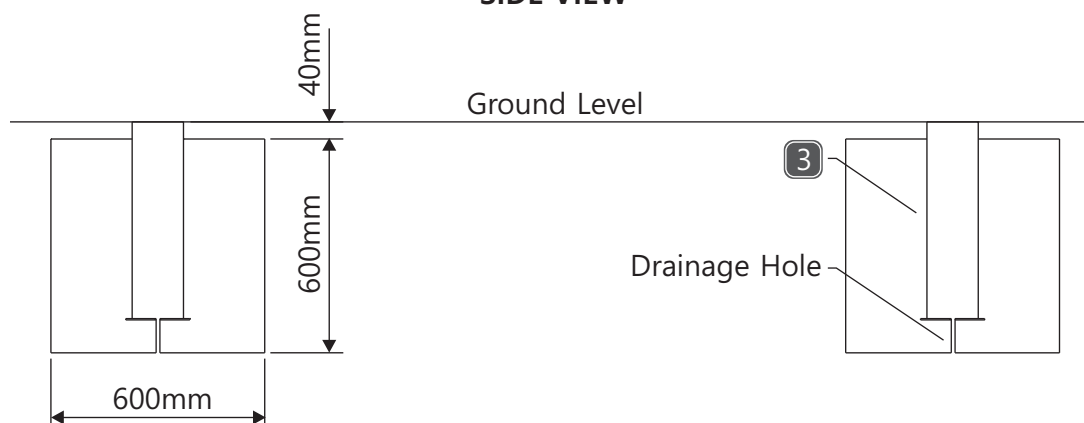 SIDE VIEW
40mm
Ground Level
3
600mm
Drainage Hole
600mm